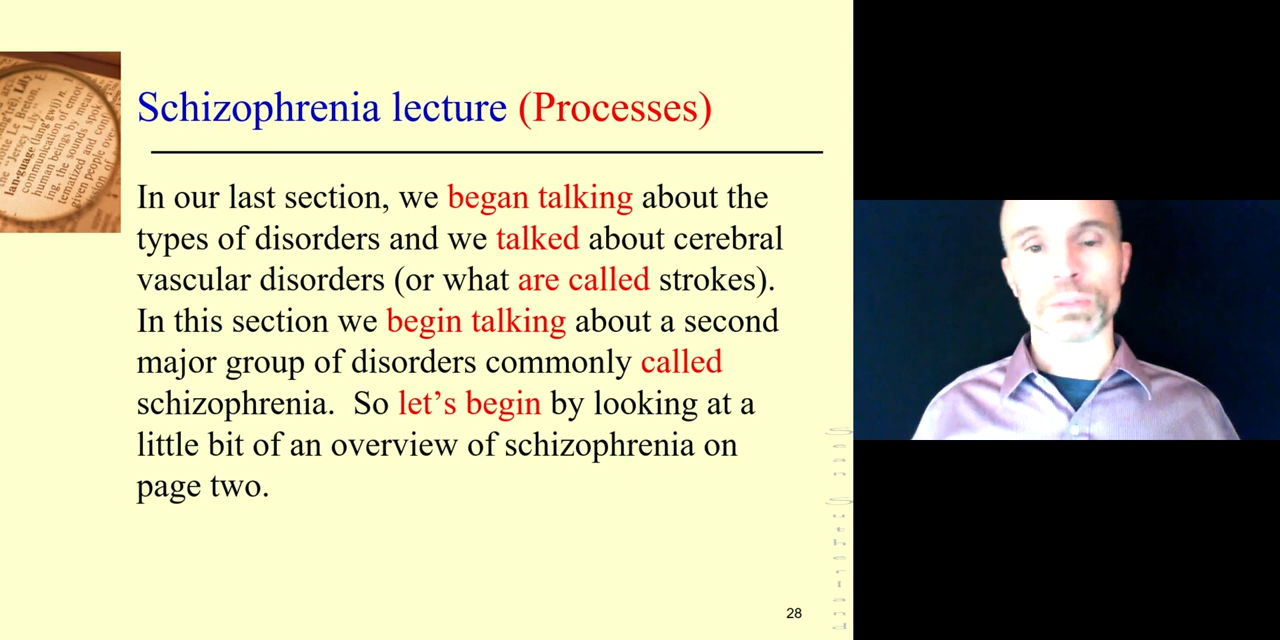 Schizophrenia lecture (Processes)
In our last section, we began talking about the
types of disorders and we talked about cerebral
vascular disorders (or what are called strokes).
In this section we begin talking about a second
major group of disorders commonly called
schizophrenia. So let’s begin by looking at a
little bit of an overview of schizophrenia on
page two.
28